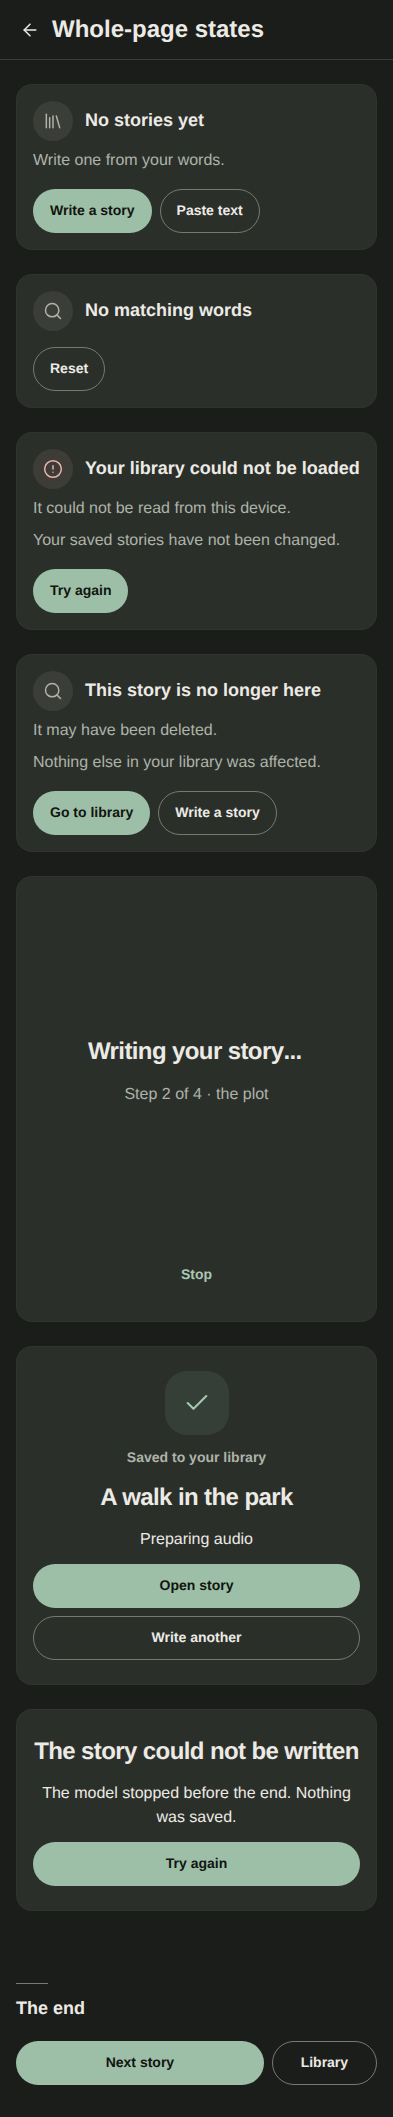 Whole-page states
No stories yet
Write one from your words.
Write a story
Paste text
No matching words
Reset
Your library could not be loaded
It could not be read from this device.
Your saved stories have not been changed.
Try again
This story is no longer here
It may have been deleted.
Nothing else in your library was affected.
Go to library
Write a story
Writing your story...
Step 2 of 4 · the plot
Stop
Saved to your library
A walk in the park
Preparing audio
Open story
Write another
The story could not be written
The model stopped before the end. Nothing
was saved.
Try again
The end
Next story
Library